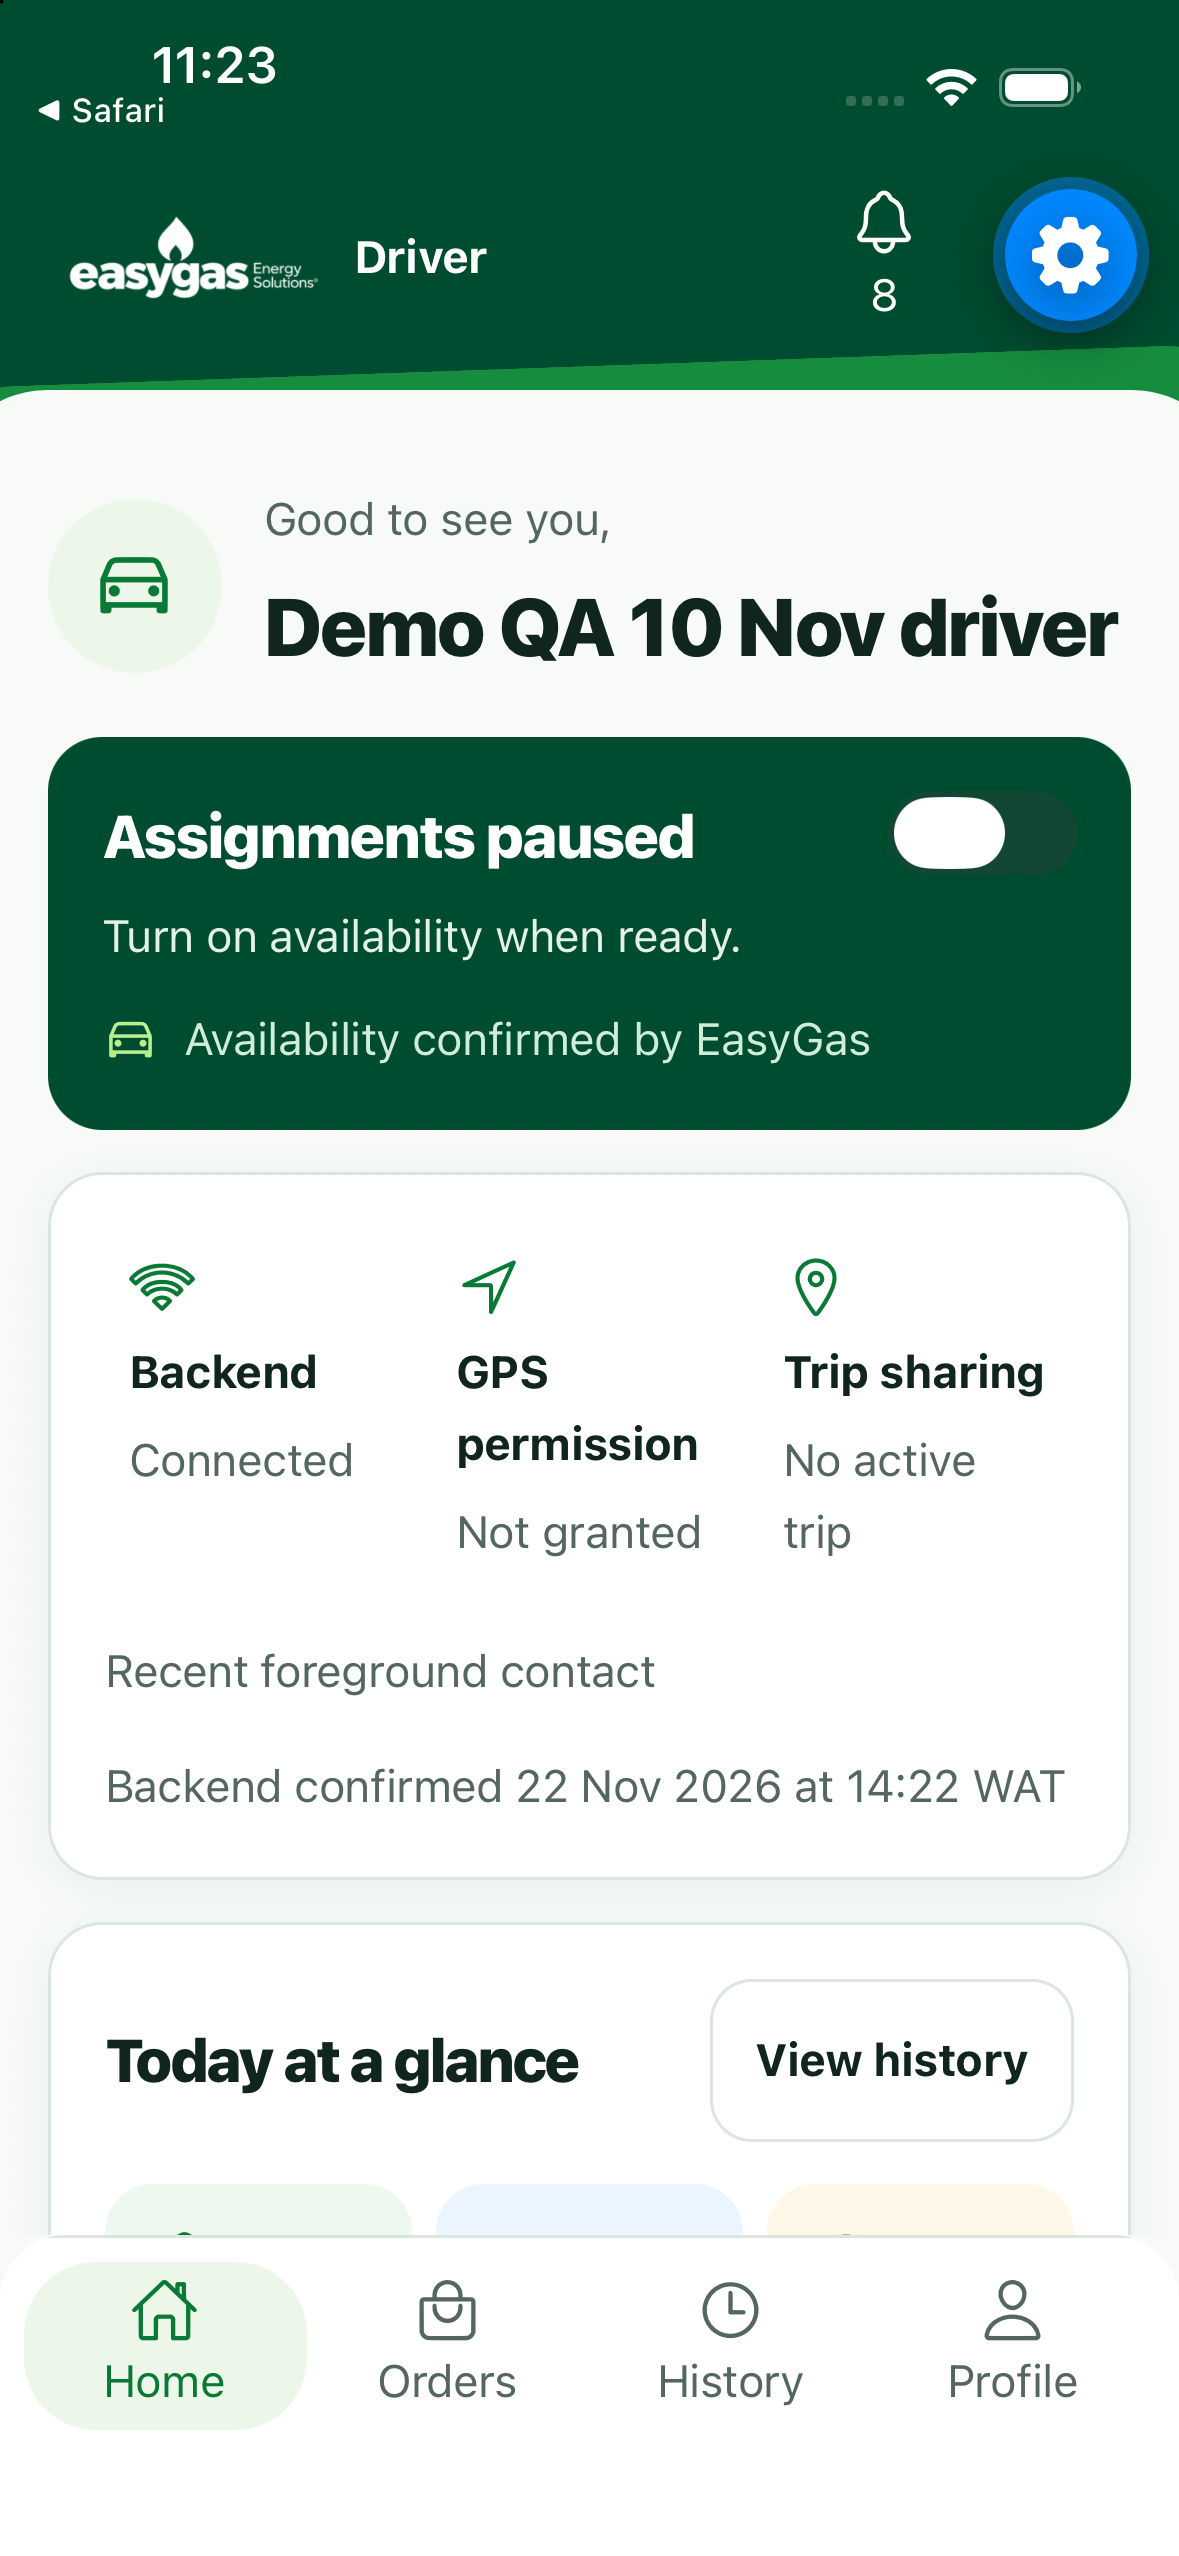 11:23
Safari
easygas Energy
Solutions®
Driver
8
Good to see you,
Demo QA 10 Nov driver
Assignments paused
Turn on availability when ready.
Availability confirmed by EasyGas
Backend
Connected
GPS
permission
Not granted
Trip sharing
No active
trip
Recent foreground contact
Backend confirmed 22 Nov 2026 at 14:22 WAT
Today at a glance
View history
Home
Orders
History
Profile